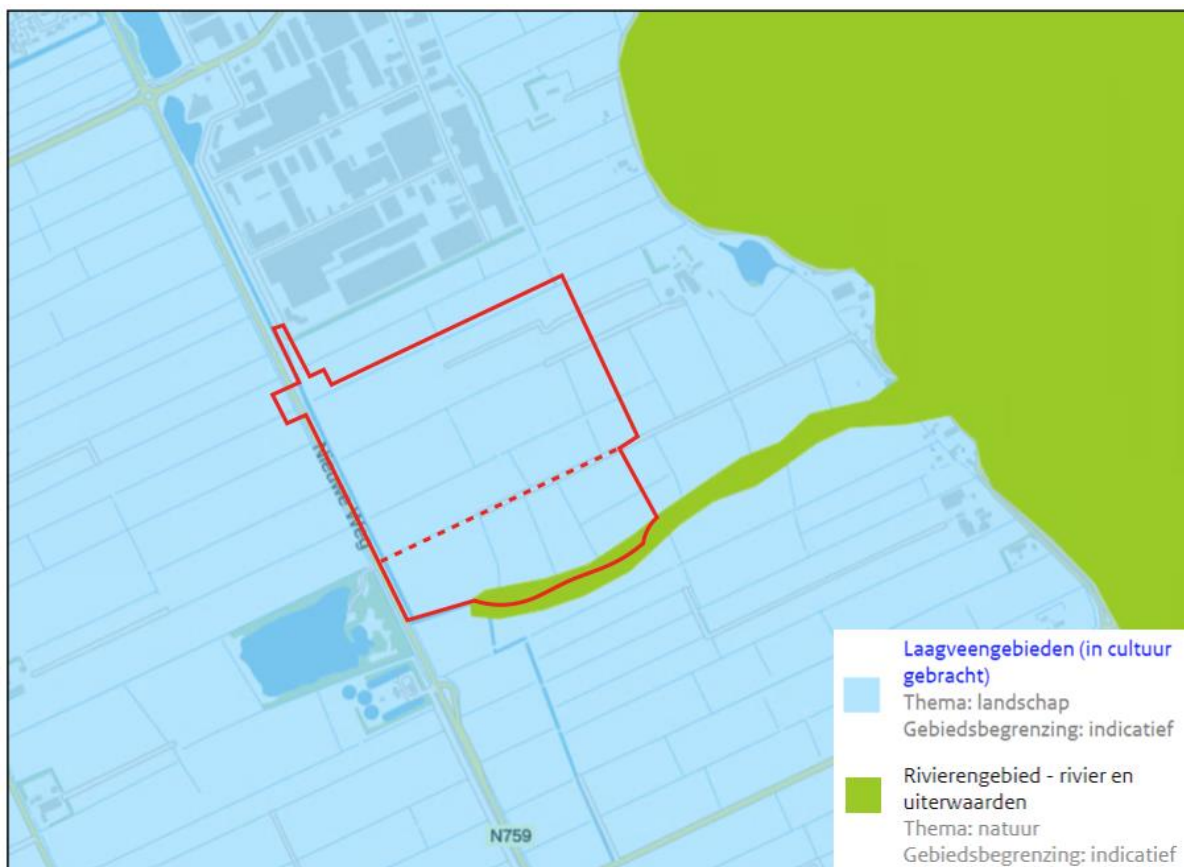 Nieuwe Weg
N759
Laagveengebieden (in cultuur
gebracht)
Thema: landschap
Gebiedsbegrenzing: indicatief
Rivierengebied - rivier en
uiterwaarden
Thema: natuur
Gebiedsbegrenzing: indicatief